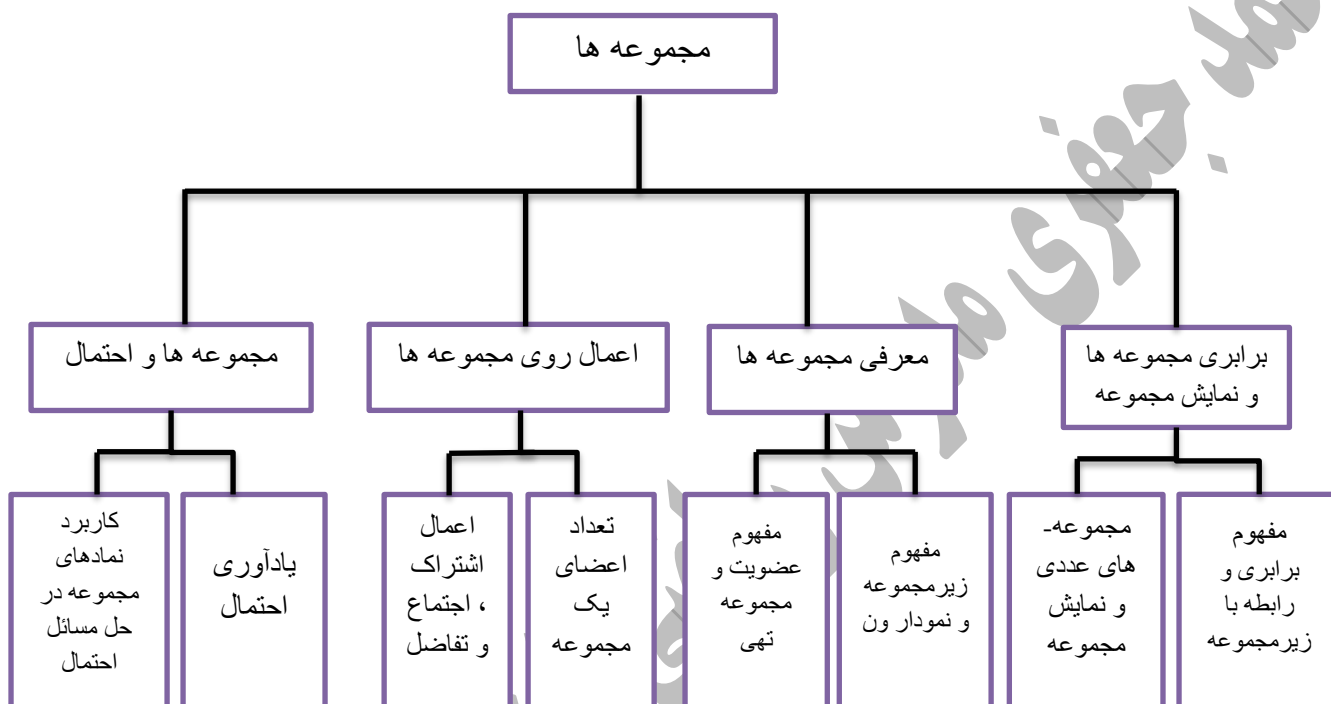 مجموعه ها
برابری مجموعه ها
و نمایش مجموعه
معرفی مجموعه ها
اعمال روی مجموعه ها
مجموعه ها و احتمال
مفهوم
برابری و
رابطه با
زیرمجموعه
مجموعه-
های عددی
و نمایش
مجموعه
مفهوم
زیرمجموعه
و نمودار ون
مفهوم
عضویت و
مجموعه
تهی
تعداد
اعضای
یک
مجموعه
اعمال
اشتراک
، اجتماع
و تفاضل
یادآوری
احتمال
کاربرد
نمادهای
مجموعه در
حل مسائل
احتمال